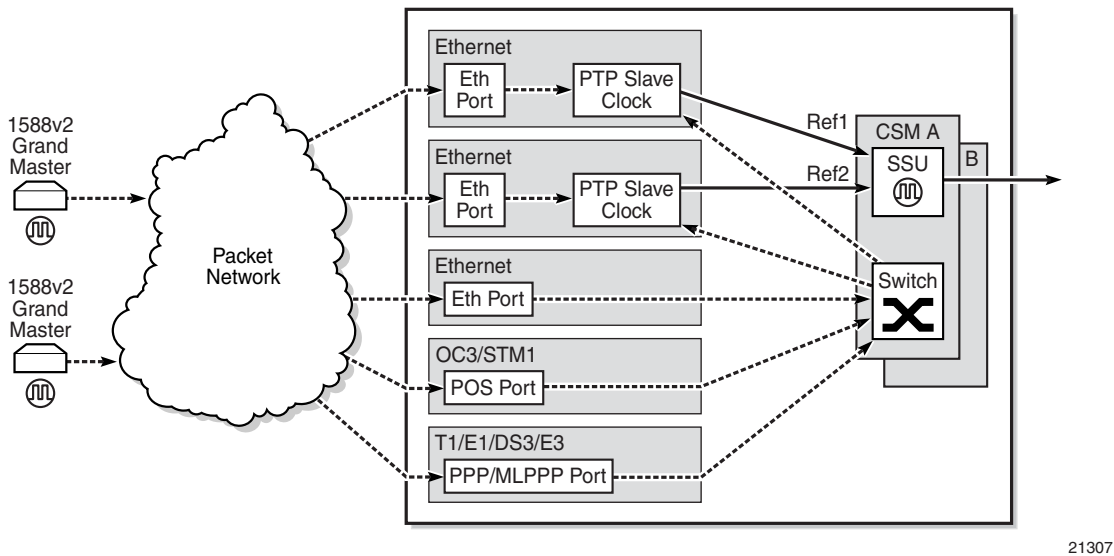 1588v2
Grand
Master
1588v2
Grand
Master
Packet
Network
Ethernet
Eth
Port
PTP Slave
Clock
Ethernet
Eth
Port
PTP Slave
Clock
Ethernet
Eth Port
OC3/STM1
POS Port
T1/E1/DS3/E3
PPP/MLPPP Port
Ref1
Ref2
CSM A
SSU
B
Switch
21307